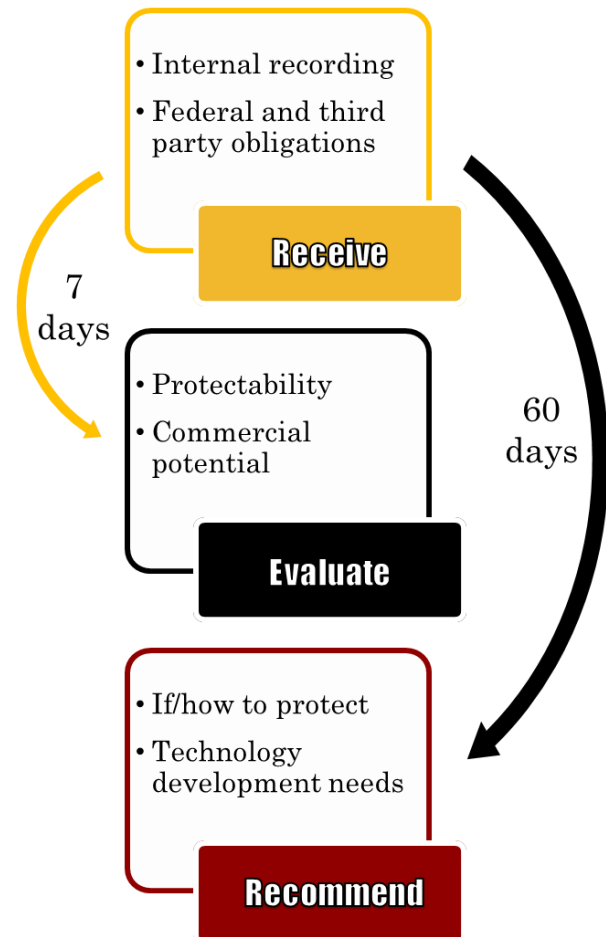 • Internal recording
• Federal and third
party obligations
Receive
7
days
• Protectability
• Commercial
potential
Evaluate
60
days
• If/how to protect
• Technology
development needs
Recommend